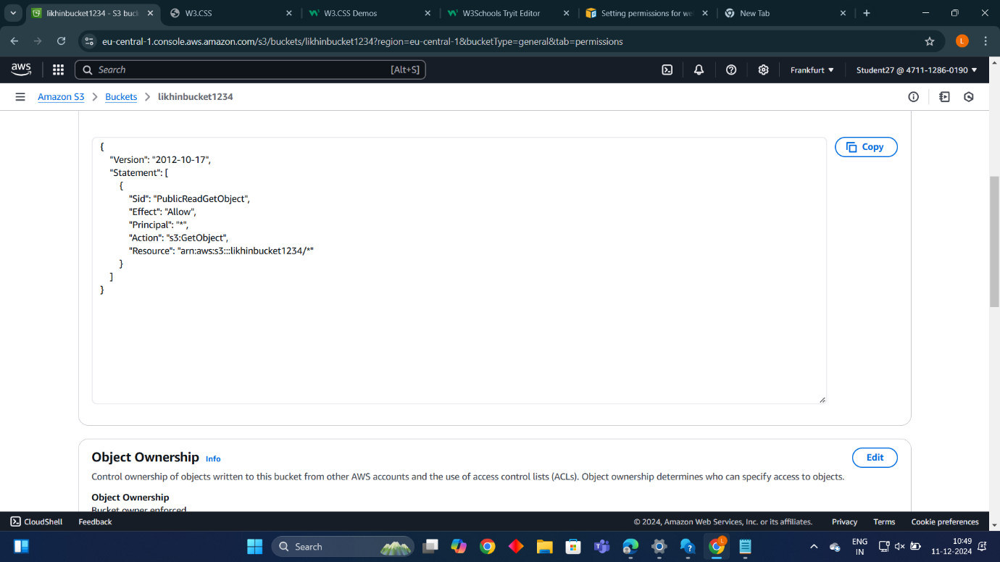 likhinbucket1234 - S3 buc
W3.CSS
W3.CSS Demos
W3Schools Tryit Editor
Setting permissions for we
New Tab
eu-central-1.console.aws.amazon.com/s3/buckets/likhinbucket1234?region=eu-central-1&bucketType=general&tab=permissions
L
aws
Search
[Alt+S]
Frankfurt
Student27 @ 4711-1286-0190
Amazon S3
Buckets
likhinbucket1234
{
"Version": "2012-10-17",
"Statement": [
{
"Sid": "PublicReadGetObject",
"Effect": "Allow",
"Principal": "*",
"Action": "s3:GetObject",
"Resource": "arn:aws:s3:::likhinbucket1234/*"
}
]
}
Copy
Object Ownership Info
Edit
Control ownership of objects written to this bucket from other AWS accounts and the use of access control lists (ACLs). Object ownership determines who can specify access to objects.
Object Ownership
Bucket owner enforced
CloudShell
Feedback
© 2024, Amazon Web Services, Inc. or its affiliates.
Privacy
Terms
Cookie preferences
Search
ENG
IN
10:49
11-12-2024